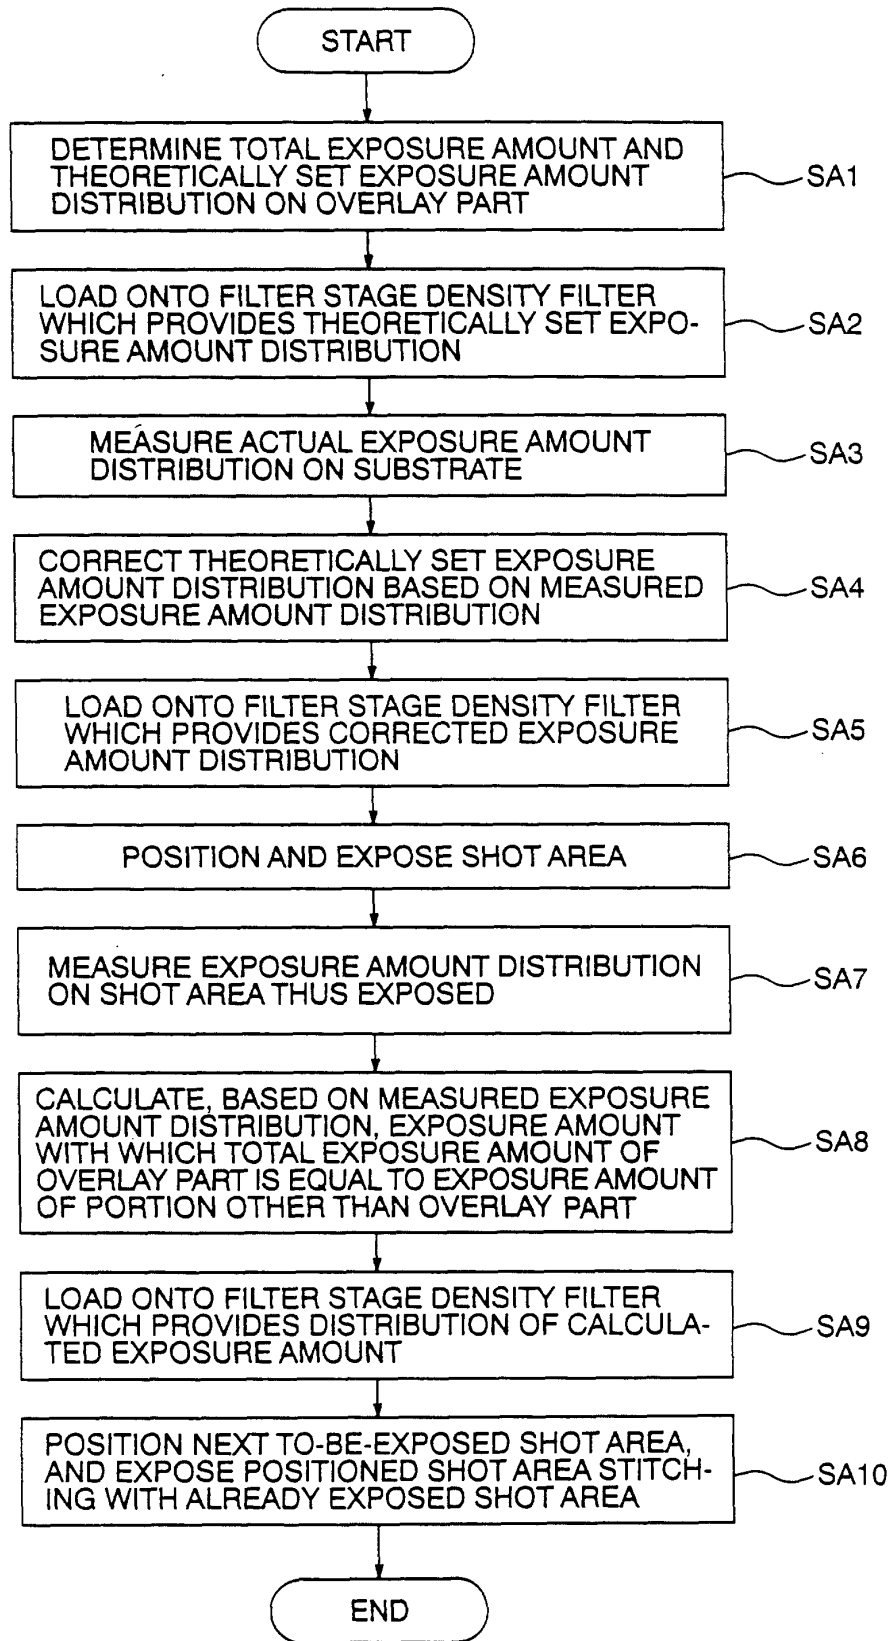 START
DETERMINE TOTAL EXPOSURE AMOUNT AND
THEORETICALLY SET EXPOSURE AMOUNT
DISTRIBUTION ON OVERLAY PART
SA1
LOAD ONTO FILTER STAGE DENSITY FILTER
WHICH PROVIDES THEORETICALLY SET EXPO-
SURE AMOUNT DISTRIBUTION
SA2
MEASURE ACTUAL EXPOSURE AMOUNT
DISTRIBUTION ON SUBSTRATE
SA3
CORRECT THEORETICALLY SET EXPOSURE
AMOUNT DISTRIBUTION BASED ON MEASURED
EXPOSURE AMOUNT DISTRIBUTION
SA4
LOAD ONTO FILTER STAGE DENSITY FILTER
WHICH PROVIDES CORRECTED EXPOSURE
AMOUNT DISTRIBUTION
SA5
POSITION AND EXPOSE SHOT AREA
SA6
MEASURE EXPOSURE AMOUNT DISTRIBUTION
ON SHOT AREA THUS EXPOSED
SA7
CALCULATE, BASED ON MEASURED EXPOSURE
AMOUNT DISTRIBUTION, EXPOSURE AMOUNT
WITH WHICH TOTAL EXPOSURE AMOUNT OF
OVERLAY PART IS EQUAL TO EXPOSURE AMOUNT
OF PORTION OTHER THAN OVERLAY PART
SA8
LOAD ONTO FILTER STAGE DENSITY FILTER
WHICH PROVIDES DISTRIBUTION OF CALCULA-
TED EXPOSURE AMOUNT
SA9
POSITION NEXT TO-BE-EXPOSED SHOT AREA,
AND EXPOSE POSITIONED SHOT AREA STITCH-
ING WITH ALREADY EXPOSED SHOT AREA
SA10
END